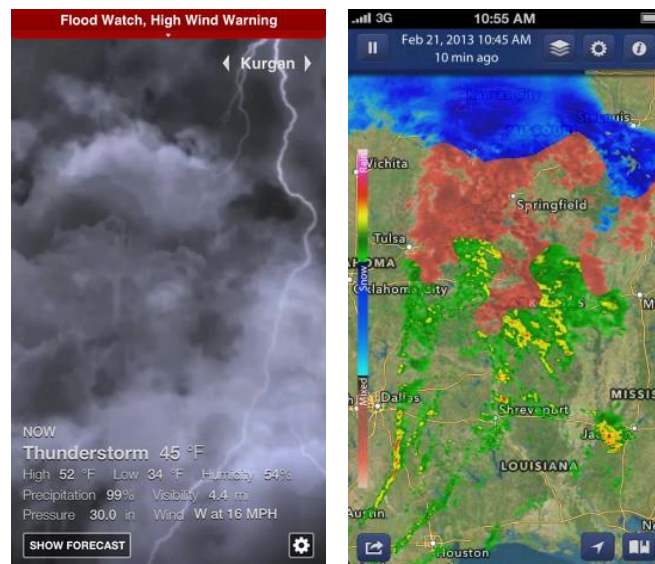 Flood Watch, High Wind Warning
Kurgan
NOW
Thunderstorm 45 °F
High 52 °F Low 34 °F Humidity 54%
Precipitation 99% Visibility 4.4 mi
Pressure 30.0 in Wind W at 16 MPH
SHOW FORECAST
3G 10:55 AM
Feb 21, 2013 10:45 AM
10 min ago
Kansas City
St Louis
Wichita
Rain
Springfield
Tulsa
Snow
Oklahoma City
Mixed
Dallas
Shreveport
MISSIS
Ja
LOUISIANA
Austin
Houston